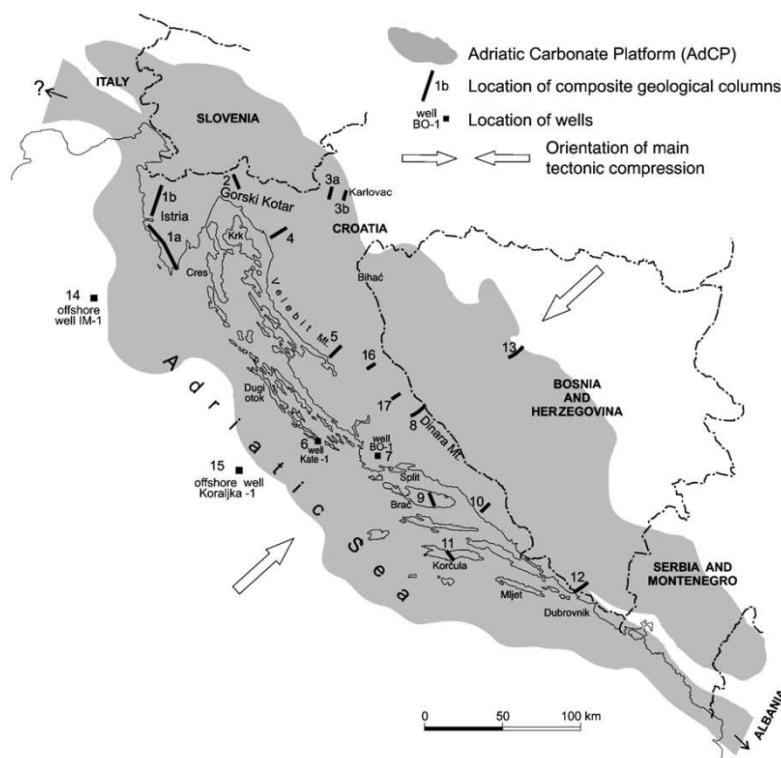 Adriatic Carbonate Platform (AdCP)
1b
Location of composite geological columns
well
BO-1
Location of wells
Orientation of main
tectonic compression
?
ITALY
SLOVENIA
2
Gorski Kotar
3a
Karlovac
3b
1b
Istria
1a
Krk
4
CROATIA
Cres
Bihać
14
offshore
well IM-1
Velebit Mt.
5
16
13
BOSNIA
AND
HERZEGOVINA
Dugi
otok
17
8
Dinara Mt.
6
well
Kate -1
well
BO-1
7
15
offshore well
Koraljka -1
Split
Brač
9
10
Adriatic Sea
11
Korčula
SERBIA AND
MONTENEGRO
12
Mljet
Dubrovnik
ALBANIA
0 50 100 km